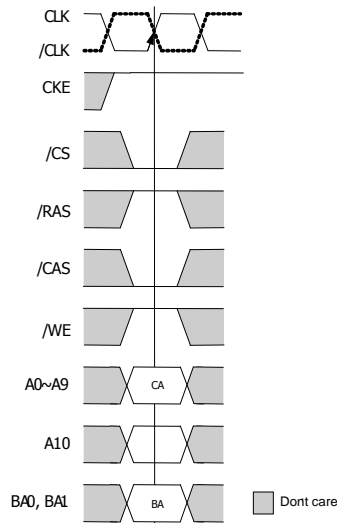 CLK
/CLK
CKE
/CS
/RAS
/CAS
/WE
A0~A9
CA
A10
BA0, BA1
BA
Dont care